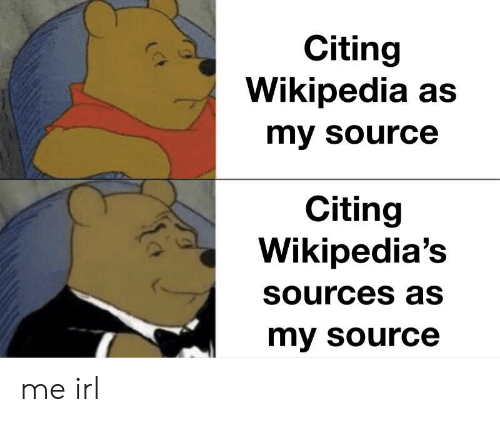 Citing
Wikipedia as
my source
Citing
Wikipedia's
sources as
my source
me irl